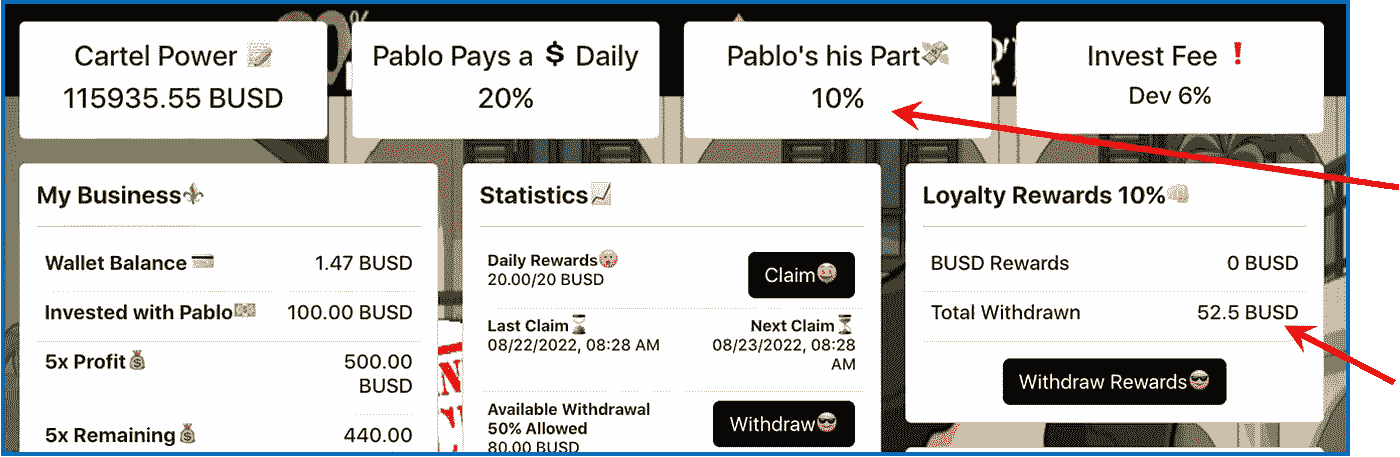 Cartel Power
115935.55 BUSD
Pablo Pays a $ Daily
20%
Pablo's his Part
10%
Invest Fee
Dev 6%
My Business
Wallet Balance 1.47 BUSD
Invested with Pablo 100.00 BUSD
5x Profit 500.00
BUSD
5x Remaining 440.00
Statistics
Daily Rewards
20.00/20 BUSD
Claim
Last Claim
08/22/2022, 08:28 AM
Next Claim
08/23/2022, 08:28
AM
Available Withdrawal
50% Allowed
80.00 BUSD
Withdraw
Loyalty Rewards 10%
BUSD Rewards 0 BUSD
Total Withdrawn 52.5 BUSD
Withdraw Rewards